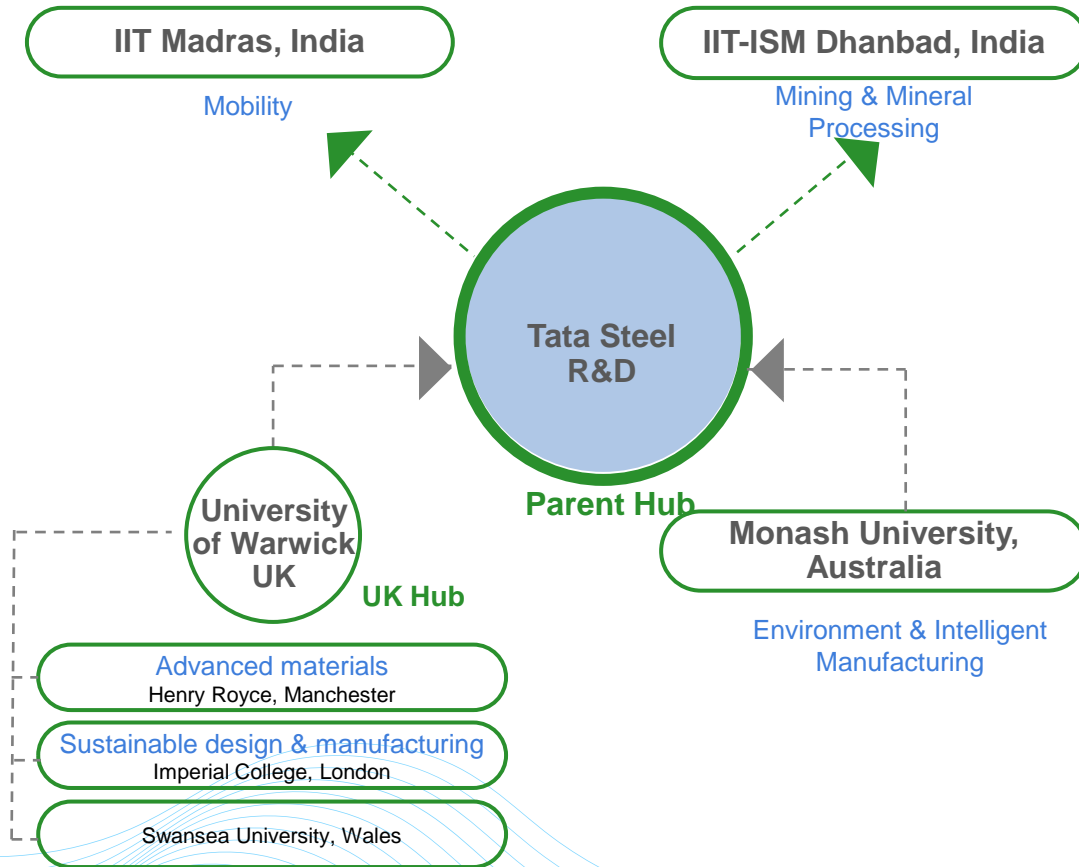 IIT Madras, India
Mobility
IIT-ISM Dhanbad, India
Mining & Mineral
Processing
Tata Steel
R&D
Parent Hub
University
of Warwick
UK
UK Hub
Monash University,
Australia
Environment & Intelligent
Manufacturing
Advanced materials
Henry Royce, Manchester
Sustainable design & manufacturing
Imperial College, London
Swansea University, Wales